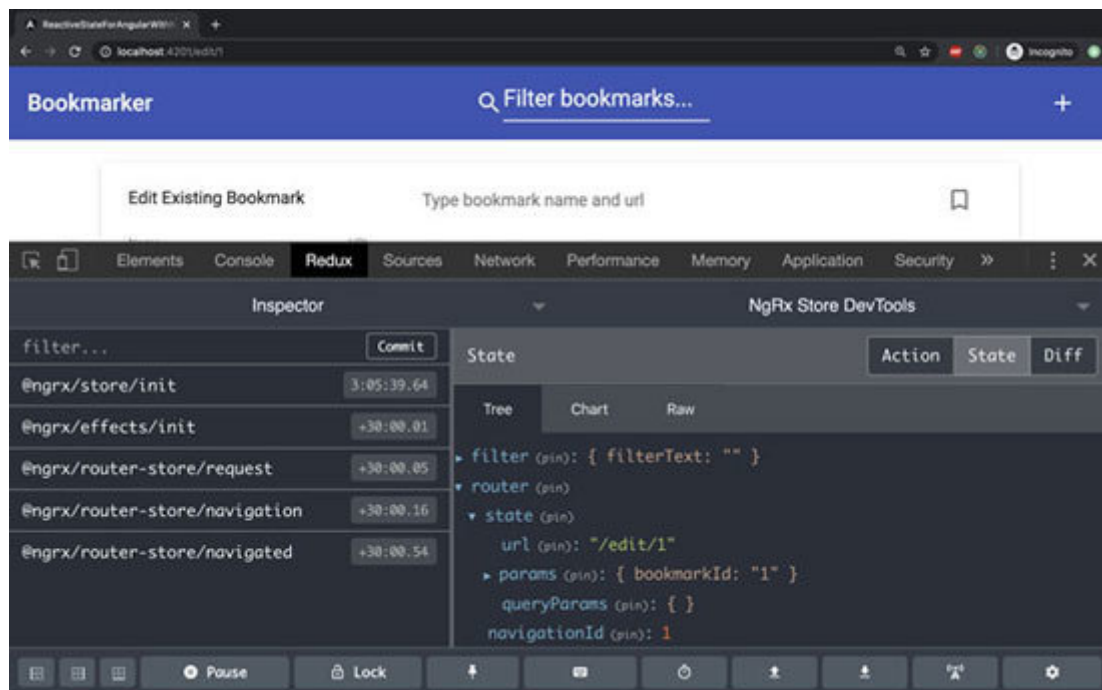 ReactiveStateForAngularWith
localhost:4201/edit/1
Incognito
Bookmarker
Filter bookmarks...
+
Edit Existing Bookmark
Type bookmark name and url
Elements Console Redux Sources Network Performance Memory Application Security »
Inspector
NgRx Store DevTools
filter...
Commit
State
Action State Diff
@ngrx/store/init 3:05:39.64
@ngrx/effects/init +30:00.01
@ngrx/router-store/request +30:00.05
@ngrx/router-store/navigation +30:00.16
@ngrx/router-store/navigated +30:00.54
Tree Chart Raw
filter (pin): { filterText: "" }
router (pin)
state (pin)
url (pin): "/edit/1"
params (pin): { bookmarkId: "1" }
queryParams (pin): { }
navigationId (pin): 1
Pause
Lock